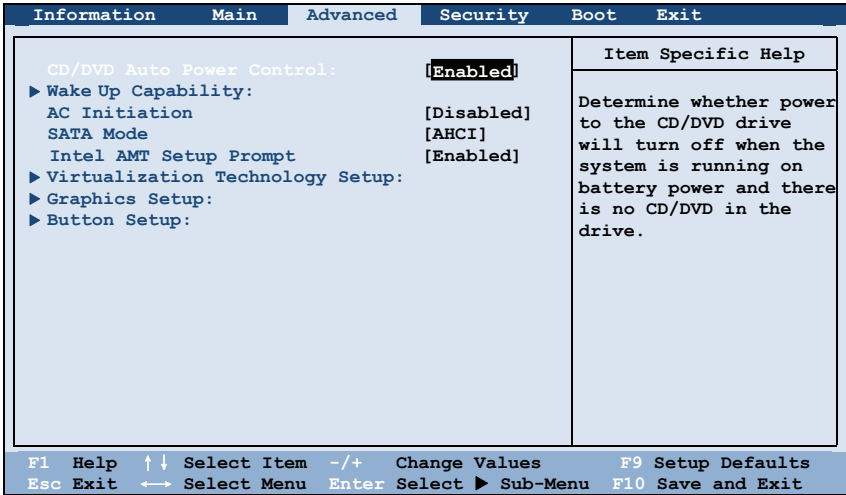 Information Main Advanced Security Boot Exit
CD/DVD Auto Power Control: [Enabled]
Wake Up Capability:
AC Initiation [Disabled]
SATA Mode [AHCI]
Intel AMT Setup Prompt [Enabled]
Virtualization Technology Setup:
Graphics Setup:
Button Setup:
Item Specific Help
Determine whether power
to the CD/DVD drive
will turn off when the
system is running on
battery power and there
is no CD/DVD in the
drive.
F1 Help ↑↓ Select Item -/+ Change Values F9 Setup Defaults
Esc Exit ←→ Select Menu Enter Select ▶ Sub-Menu F10 Save and Exit